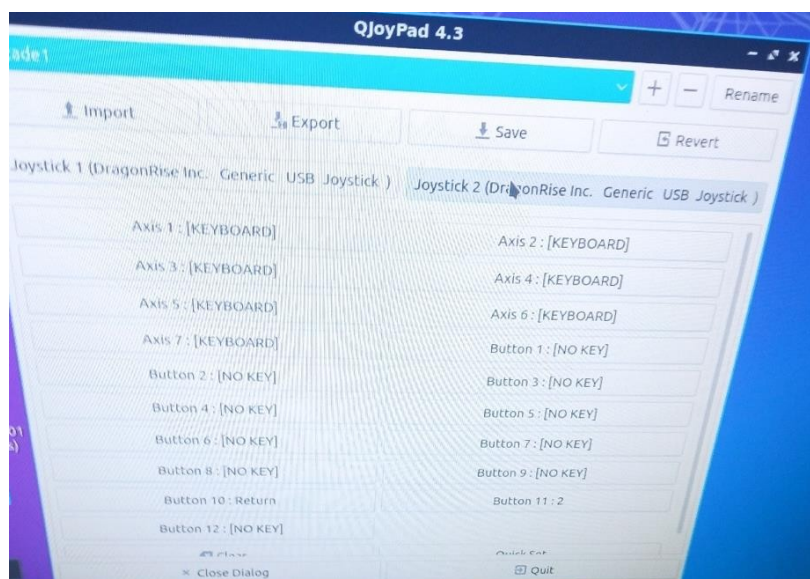 QJoyPad 4.3
ade1
Rename
Import Export Save Revert
Joystick 1 (DragonRise Inc. Generic USB Joystick ) Joystick 2 (DragonRise Inc. Generic USB Joystick )
Axis 1 : [KEYBOARD] Axis 2 : [KEYBOARD]
Axis 3 : [KEYBOARD] Axis 4 : [KEYBOARD]
Axis 5 : [KEYBOARD] Axis 6 : [KEYBOARD]
Axis 7 : [KEYBOARD] Button 1 : [NO KEY]
Button 2 : [NO KEY] Button 3 : [NO KEY]
Button 4 : [NO KEY] Button 5 : [NO KEY]
Button 6 : [NO KEY] Button 7 : [NO KEY]
Button 8 : [NO KEY] Button 9 : [NO KEY]
Button 10 : Return Button 11 : 2
Button 12 : [NO KEY]
Clear Quick Set
Close Dialog Quit